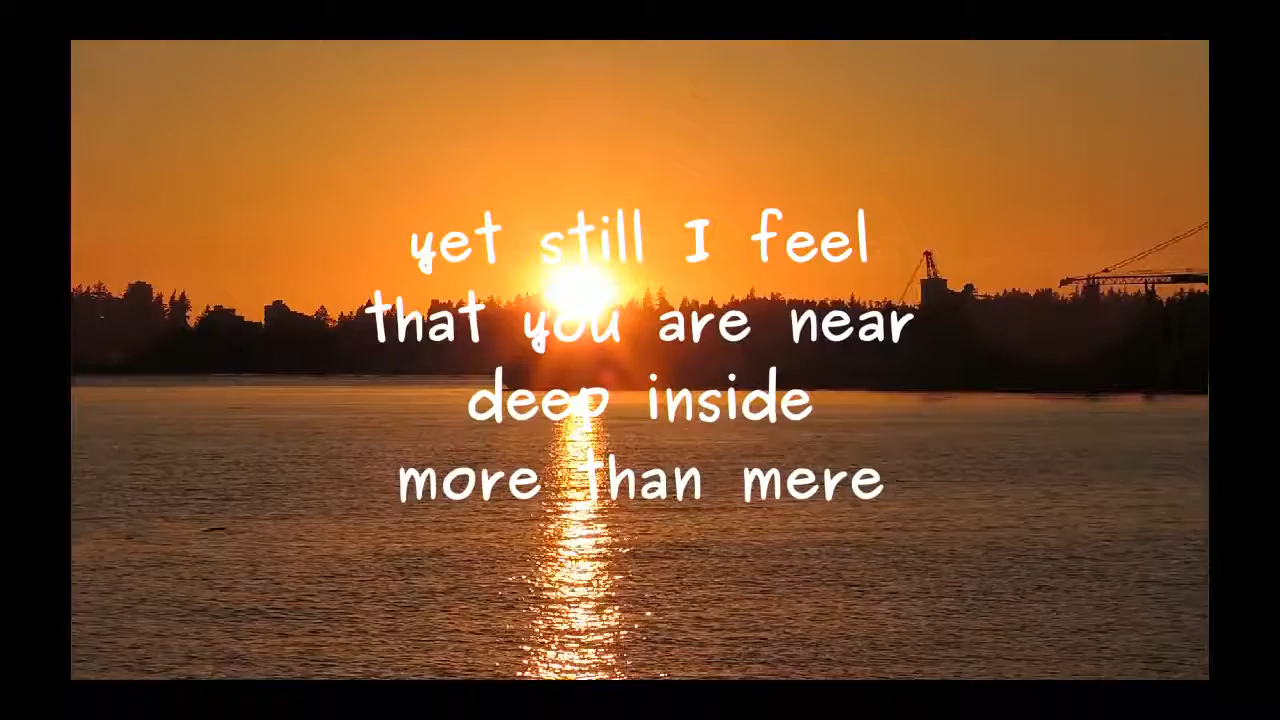 yet still I feel
that you are near
deep inside
more than mere